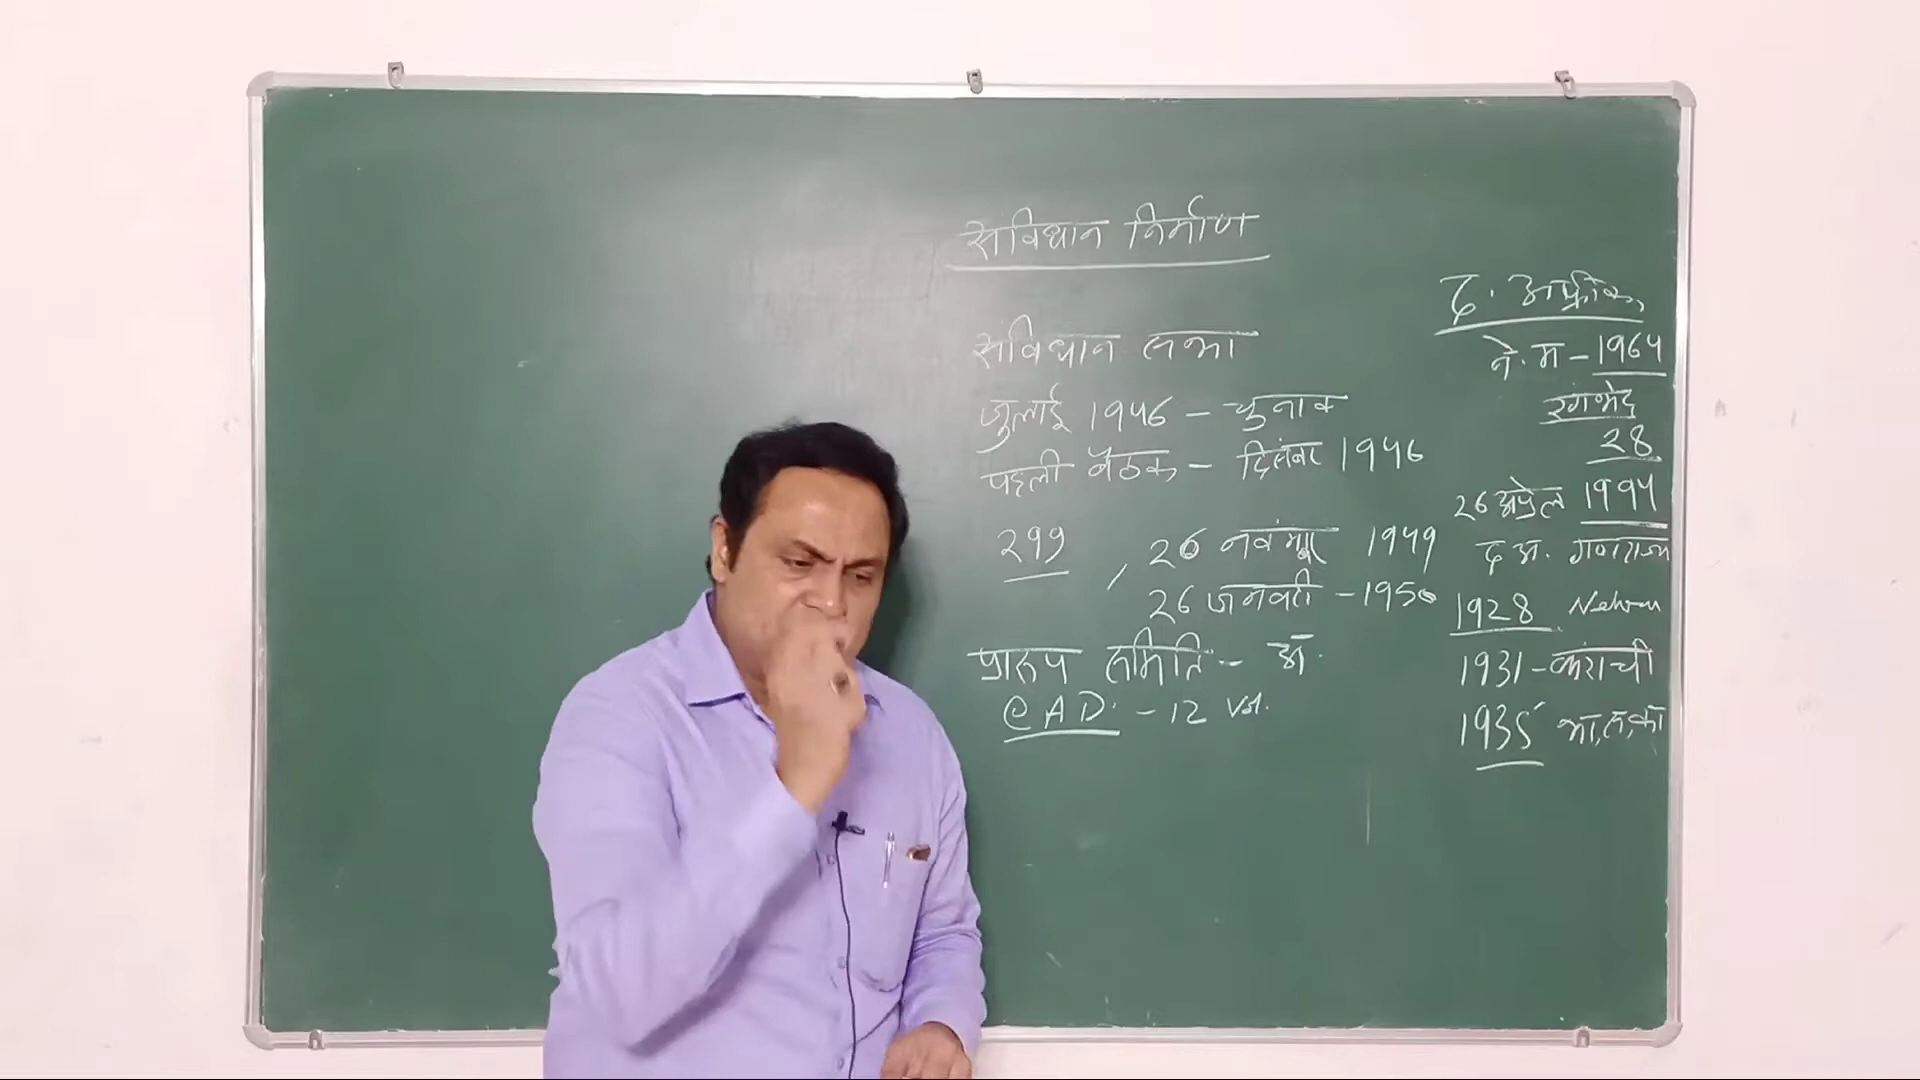 संविधान निर्माण
संविधान सभा
जुलाई 1946 - चुनाव
पहली बैठक - दिसंबर 1946
299 , 26 नवंम्बर 1949
26 जनवरी - 1950
प्रारूप समिति - डॉ.
CAD. - 12 Vol.
द. अफ्रीका
ने. म - 1964
रंगभेद
28
26 अप्रैल 1994
द अ. गणराज्य
1928 Nehru
1931 - करांची
1935 भा, स, का